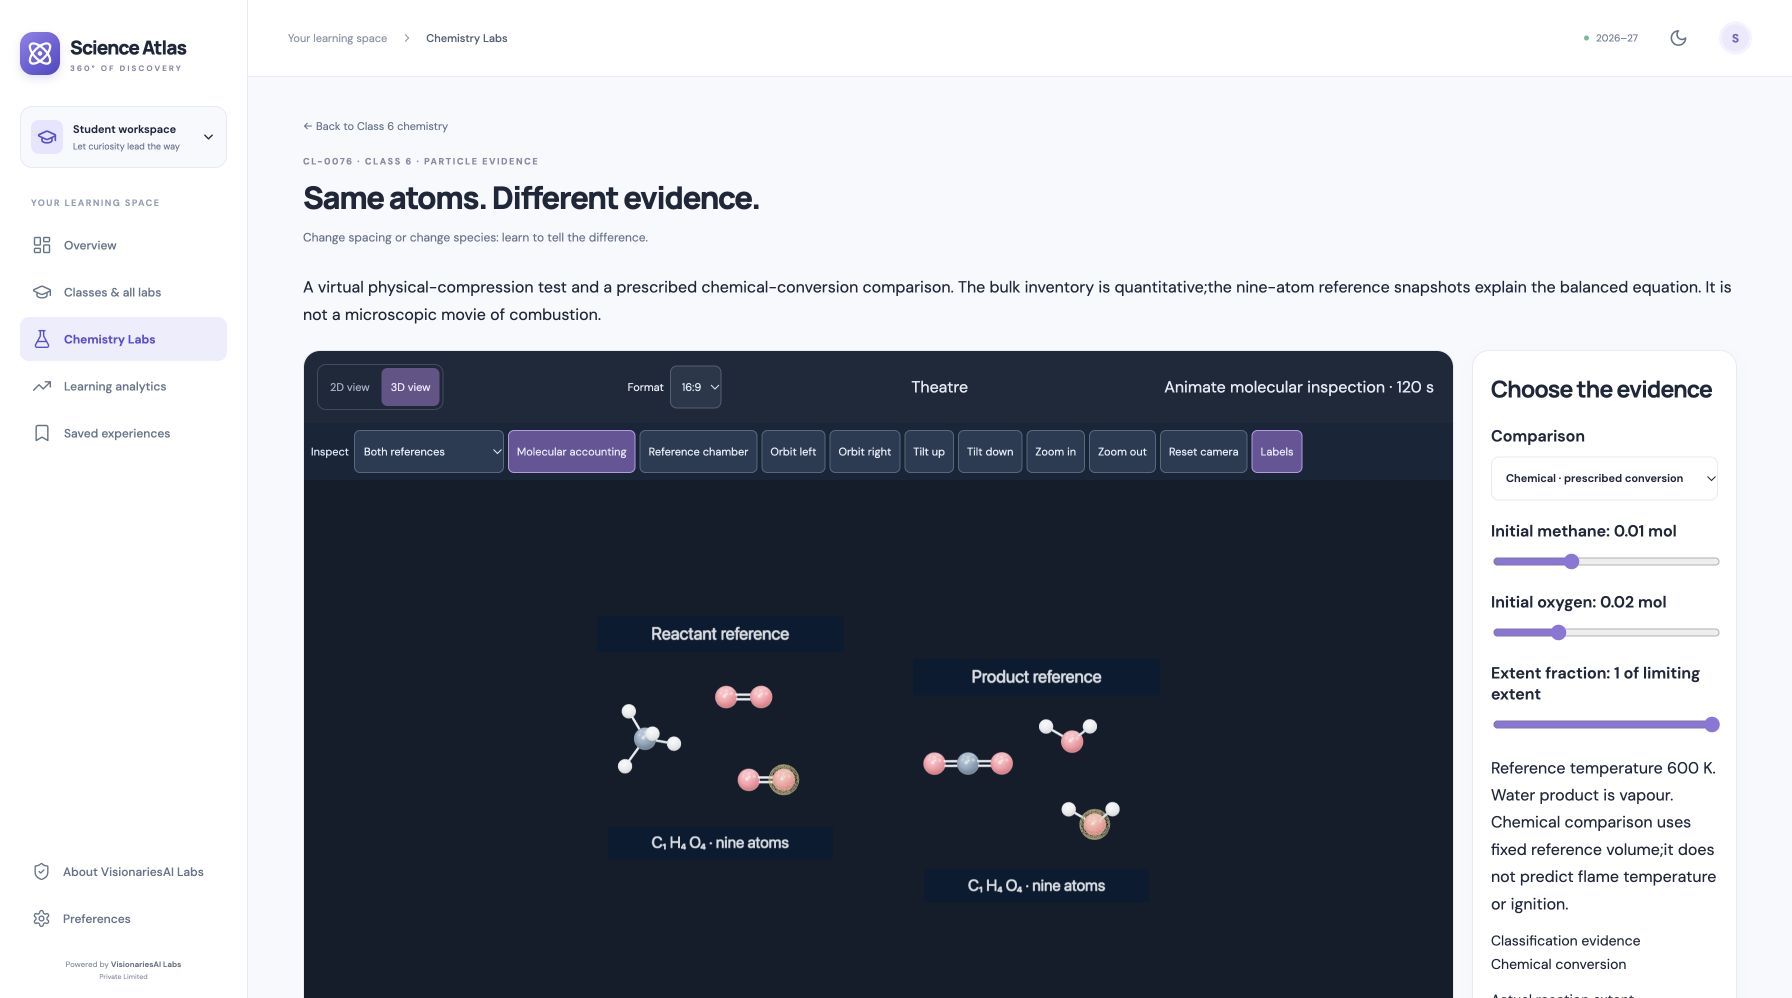 Science Atlas
360° OF DISCOVERY
Student workspace
Let curiosity lead the way
YOUR LEARNING SPACE
Overview
Classes & all labs
Chemistry Labs
Learning analytics
Saved experiences
About VisionariesAI Labs
Preferences
Powered by VisionariesAI Labs
Private Limited
Your learning space > Chemistry Labs
2026–27
S
← Back to Class 6 chemistry
CL-0076 · CLASS 6 · PARTICLE EVIDENCE
Same atoms. Different evidence.
Change spacing or change species: learn to tell the difference.
A virtual physical-compression test and a prescribed chemical-conversion comparison. The bulk inventory is quantitative;the nine-atom reference snapshots explain the balanced equation. It is
not a microscopic movie of combustion.
2D view 3D view Format 16:9 Theatre Animate molecular inspection · 120 s
Inspect Both references Molecular accounting Reference chamber Orbit left Orbit right Tilt up Tilt down Zoom in Zoom out Reset camera Labels
Reactant reference
C₁ H₄ O₄ · nine atoms
Product reference
C₁ H₄ O₄ · nine atoms
Choose the evidence
Comparison
Chemical · prescribed conversion
Initial methane: 0.01 mol
Initial oxygen: 0.02 mol
Extent fraction: 1 of limiting
extent
Reference temperature 600 K.
Water product is vapour.
Chemical comparison uses
fixed reference volume;it does
not predict flame temperature
or ignition.
Classification evidence
Chemical conversion